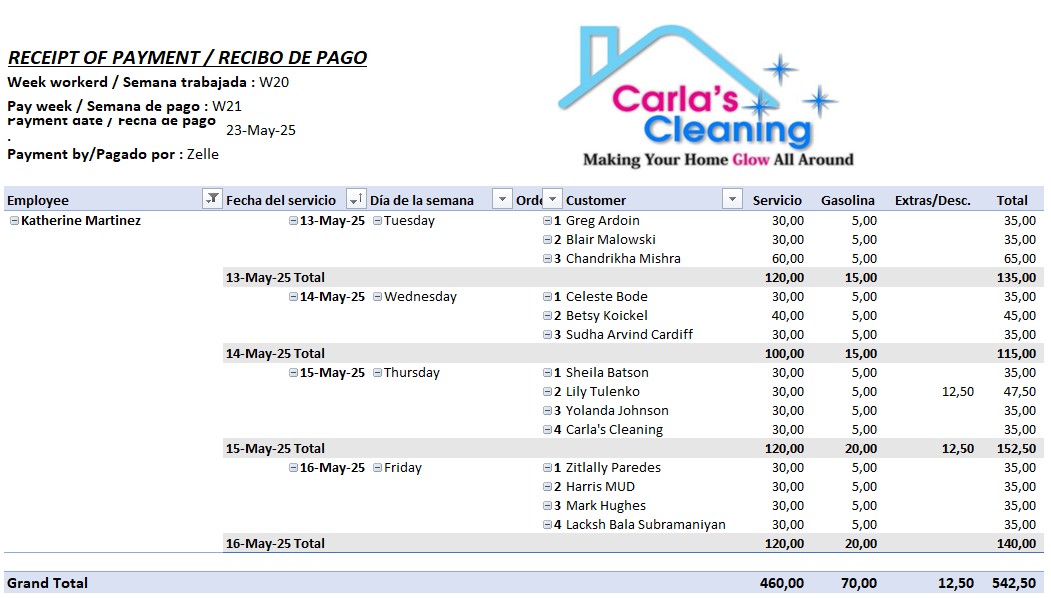 RECEIPT OF PAYMENT / RECIBO DE PAGO
Week workerd / Semana trabajada : W20
Pay week / Semana de pago : W21
Payment date / Fecha de pago : 23-May-25
Payment by/Pagado por : Zelle
Carla's
Cleaning
Making Your Home Glow All Around
Employee Fecha del servicio Día de la semana Orde Customer Servicio Gasolina Extras/Desc. Total
Katherine Martinez 13-May-25 Tuesday 1 Greg Ardoin 30,00 5,00 35,00
2 Blair Malowski 30,00 5,00 35,00
3 Chandrikha Mishra 60,00 5,00 65,00
13-May-25 Total 120,00 15,00 135,00
14-May-25 Wednesday 1 Celeste Bode 30,00 5,00 35,00
2 Betsy Koickel 40,00 5,00 45,00
3 Sudha Arvind Cardiff 30,00 5,00 35,00
14-May-25 Total 100,00 15,00 115,00
15-May-25 Thursday 1 Sheila Batson 30,00 5,00 35,00
2 Lily Tulenko 30,00 5,00 12,50 47,50
3 Yolanda Johnson 30,00 5,00 35,00
4 Carla's Cleaning 30,00 5,00 35,00
15-May-25 Total 120,00 20,00 12,50 152,50
16-May-25 Friday 1 Zitlally Paredes 30,00 5,00 35,00
2 Harris MUD 30,00 5,00 35,00
3 Mark Hughes 30,00 5,00 35,00
4 Lacksh Bala Subramaniyan 30,00 5,00 35,00
16-May-25 Total 120,00 20,00 140,00
Grand Total 460,00 70,00 12,50 542,50